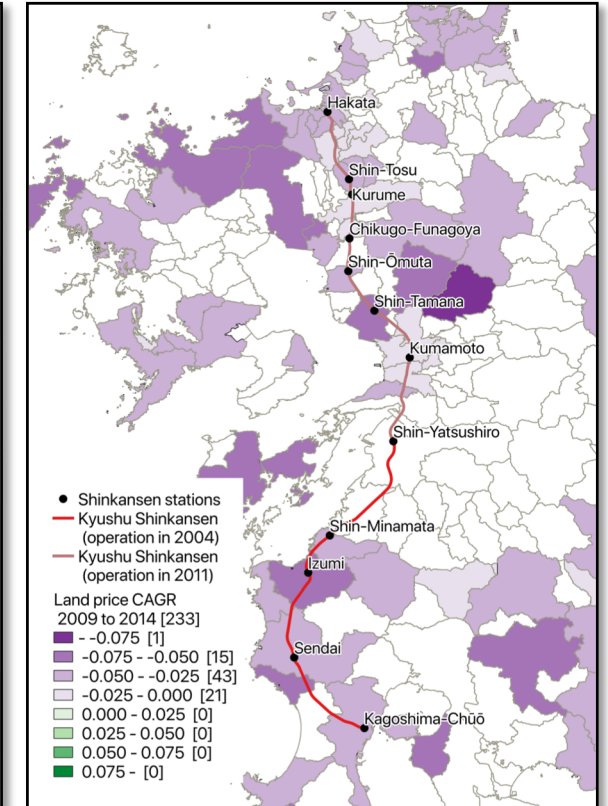 Hakata
Shin-Tosu
Kurume
Chikugo-Funagoya
Shin-Ōmuta
Shin-Tamana
Kumamoto
Shin-Yatsushiro
Shin-Minamata
Izumi
Sendai
Kagoshima-Chūō
Shinkansen stations
Kyushu Shinkansen
(operation in 2004)
Kyushu Shinkansen
(operation in 2011)
Land price CAGR
2009 to 2014 [233]
- -0.075 [1]
-0.075 - -0.050 [15]
-0.050 - -0.025 [43]
-0.025 - 0.000 [21]
0.000 - 0.025 [0]
0.025 - 0.050 [0]
0.050 - 0.075 [0]
0.075 - [0]